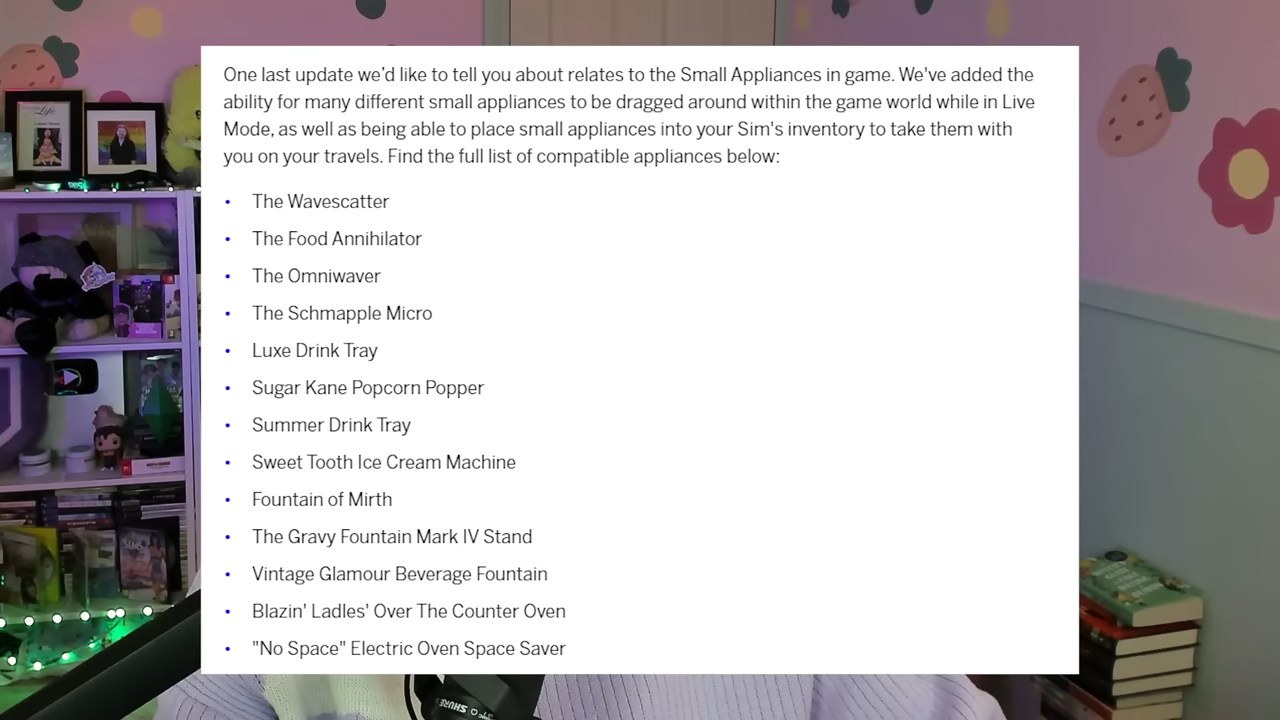 One last update we’d like to tell you about relates to the Small Appliances in game. We've added the
ability for many different small appliances to be dragged around within the game world while in Live
Mode, as well as being able to place small appliances into your Sim's inventory to take them with
you on your travels. Find the full list of compatible appliances below:
• The Wavescatter
• The Food Annihilator
• The Omniwaver
• The Schmapple Micro
• Luxe Drink Tray
• Sugar Kane Popcorn Popper
• Summer Drink Tray
• Sweet Tooth Ice Cream Machine
• Fountain of Mirth
• The Gravy Fountain Mark IV Stand
• Vintage Glamour Beverage Fountain
• Blazin' Ladles' Over The Counter Oven
• "No Space" Electric Oven Space Saver
SHURE